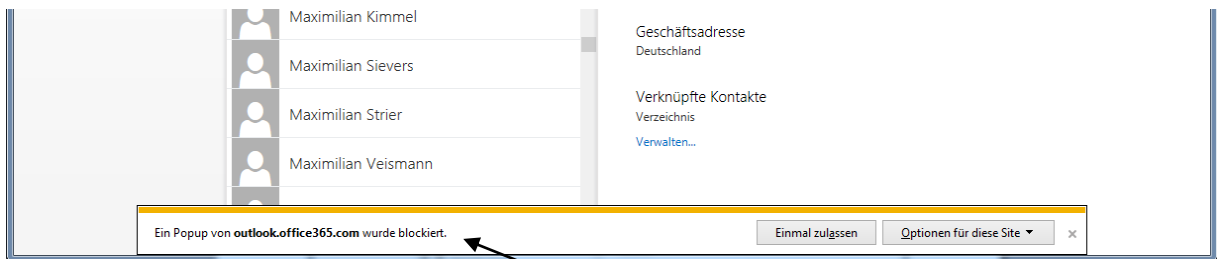 Maximilian Kimmel
Maximilian Sievers
Maximilian Strier
Maximilian Veismann
Geschäftsadresse
Deutschland
Verknüpfte Kontakte
Verzeichnis
Verwalten...
Ein Popup von outlook.office365.com wurde blockiert.
Einmal zulassen
Optionen für diese Site